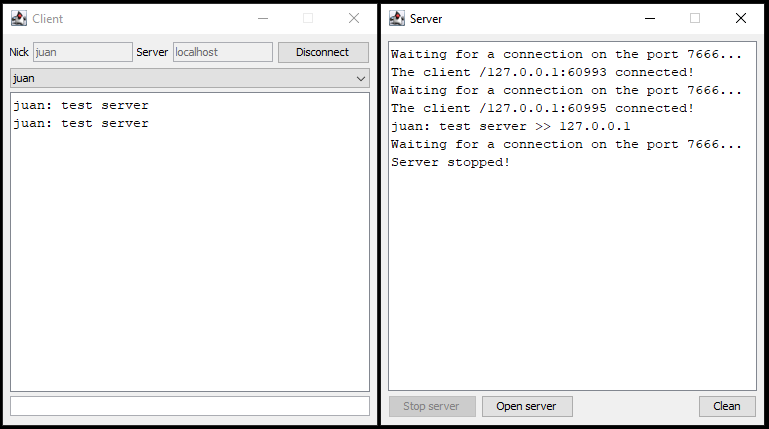 Client
Nick juan Server localhost Disconnect
juan
juan: test server
juan: test server
Server
Waiting for a connection on the port 7666...
The client /127.0.0.1:60993 connected!
Waiting for a connection on the port 7666...
The client /127.0.0.1:60995 connected!
juan: test server >> 127.0.0.1
Waiting for a connection on the port 7666...
Server stopped!
Stop server Open server Clean